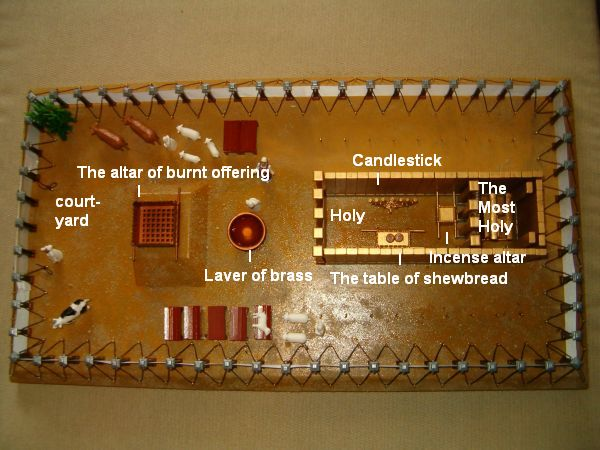 The altar of burnt offering
Candlestick
court-
yard
Holy
The
Most
Holy
Laver of brass
Incense altar
The table of shewbread